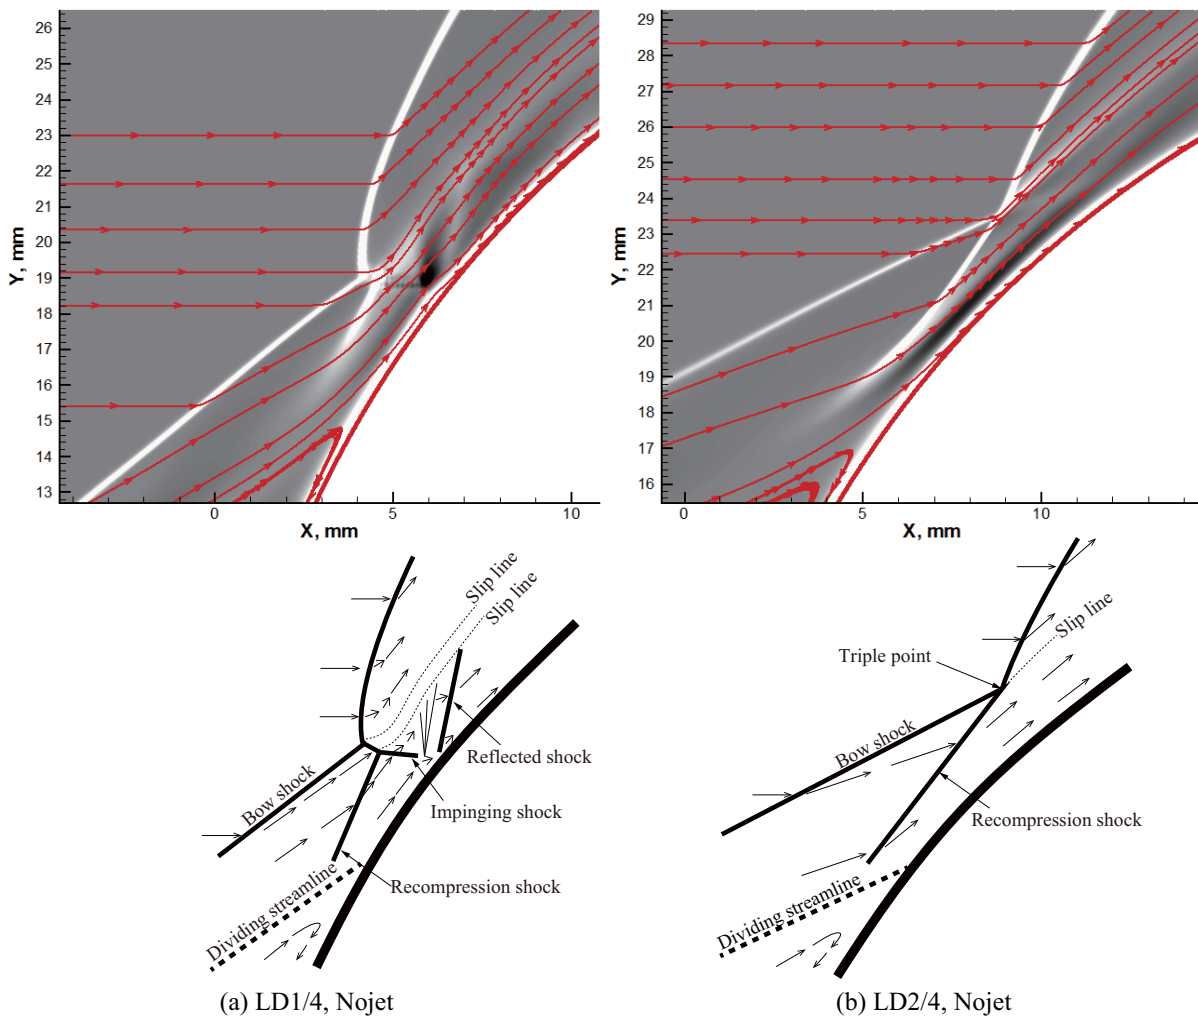 26
25
24
23
22
21
20
19
18
17
16
15
14
13
Y, mm
0
5
10
X, mm
29
28
27
26
25
24
23
22
21
20
19
18
17
16
Y, mm
0
5
10
X, mm
Slip line
Slip line
Reflected shock
Impinging shock
Bow shock
Recompression shock
Dividing streamline
(a) LD1/4, Nojet
Slip line
Triple point
Bow shock
Recompression shock
Dividing streamline
(b) LD2/4, Nojet